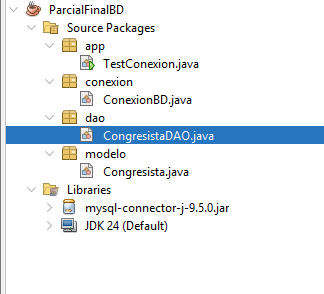 ParcialFinalBD
Source Packages
app
TestConexion.java
conexion
ConexionBD.java
dao
CongresistaDAO.java
modelo
Congresista.java
Libraries
mysql-connector-j-9.5.0.jar
JDK 24 (Default)